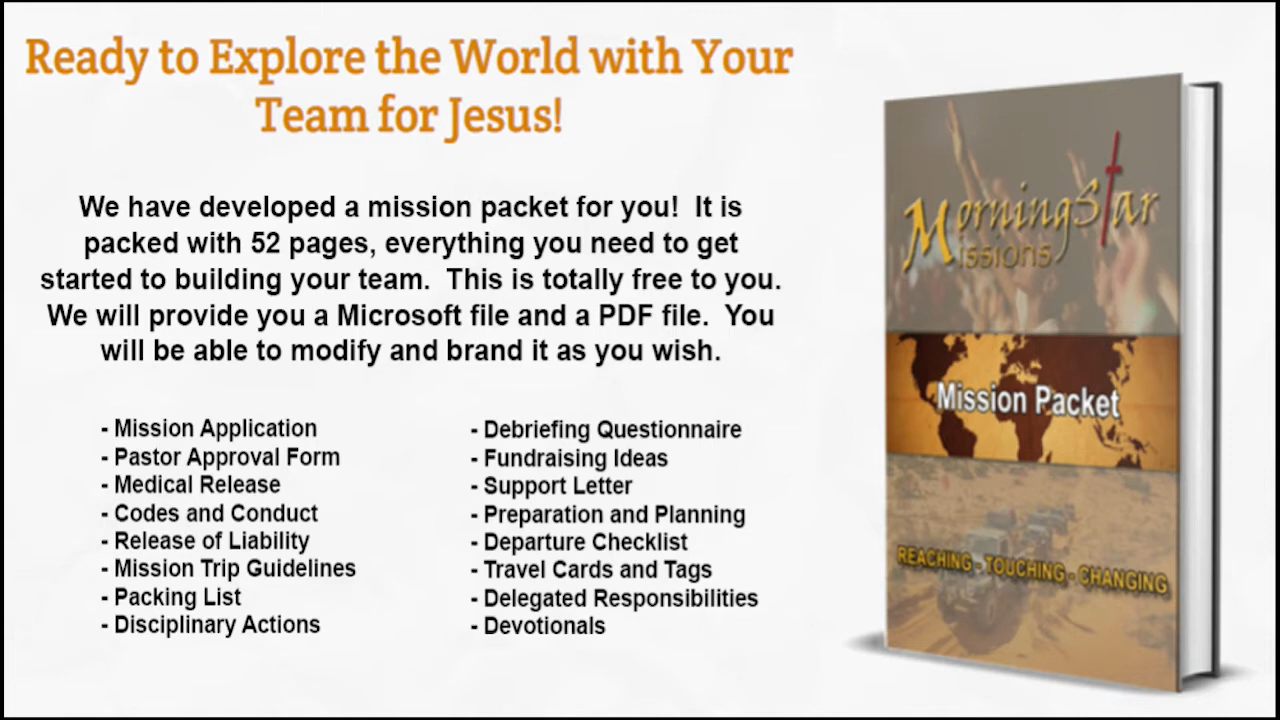 Ready to Explore the World with Your
Team for Jesus!
We have developed a mission packet for you!  It is
packed with 52 pages, everything you need to get
started to building your team.  This is totally free to you.
We will provide you a Microsoft file and a PDF file.  You
will be able to modify and brand it as you wish.
- Mission Application
- Pastor Approval Form
- Medical Release
- Codes and Conduct
- Release of Liability
- Mission Trip Guidelines
- Packing List
- Disciplinary Actions
- Debriefing Questionnaire
- Fundraising Ideas
- Support Letter
- Preparation and Planning
- Departure Checklist
- Travel Cards and Tags
- Delegated Responsibilities
- Devotionals
MorningStar
Missions
Mission Packet
REACHING - TOUCHING - CHANGING